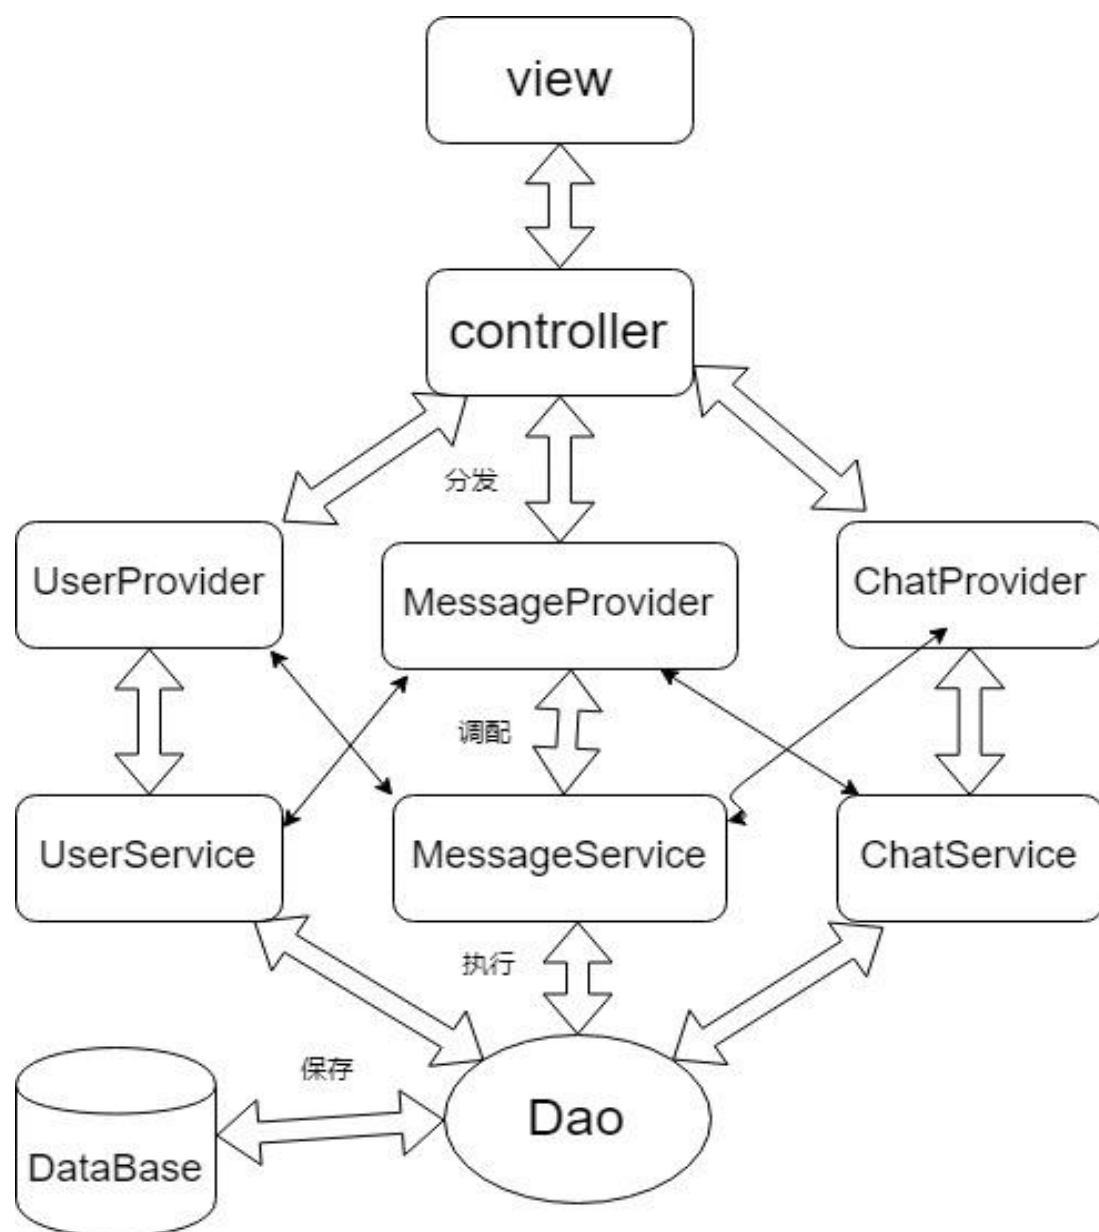 view
controller
分发
UserProvider
MessageProvider
ChatProvider
调配
UserService
MessageService
ChatService
执行
保存
Dao
DataBase